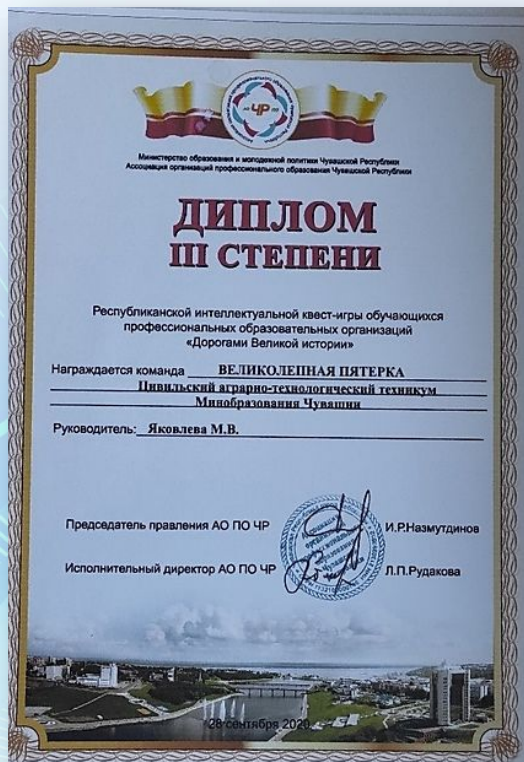 ЧР
Министерство образования и молодежной политики Чувашской Республики
Ассоциация организаций профессионального образования Чувашской Республики
ДИПЛОМ
III СТЕПЕНИ
Республиканской интеллектуальной квест-игры обучающихся
профессиональных образовательных организаций
«Дорогами Великой истории»
Награждается команда ВЕЛИКОЛЕПНАЯ ПЯТЕРКА
Цивильский аграрно-технологический техникум
Минобразования Чувашии
Руководитель: Яковлева М.В.
Председатель правления АО ПО ЧР И.Р.Назмутдинов
Исполнительный директор АО ПО ЧР Л.П.Рудакова
28 сентября 2020